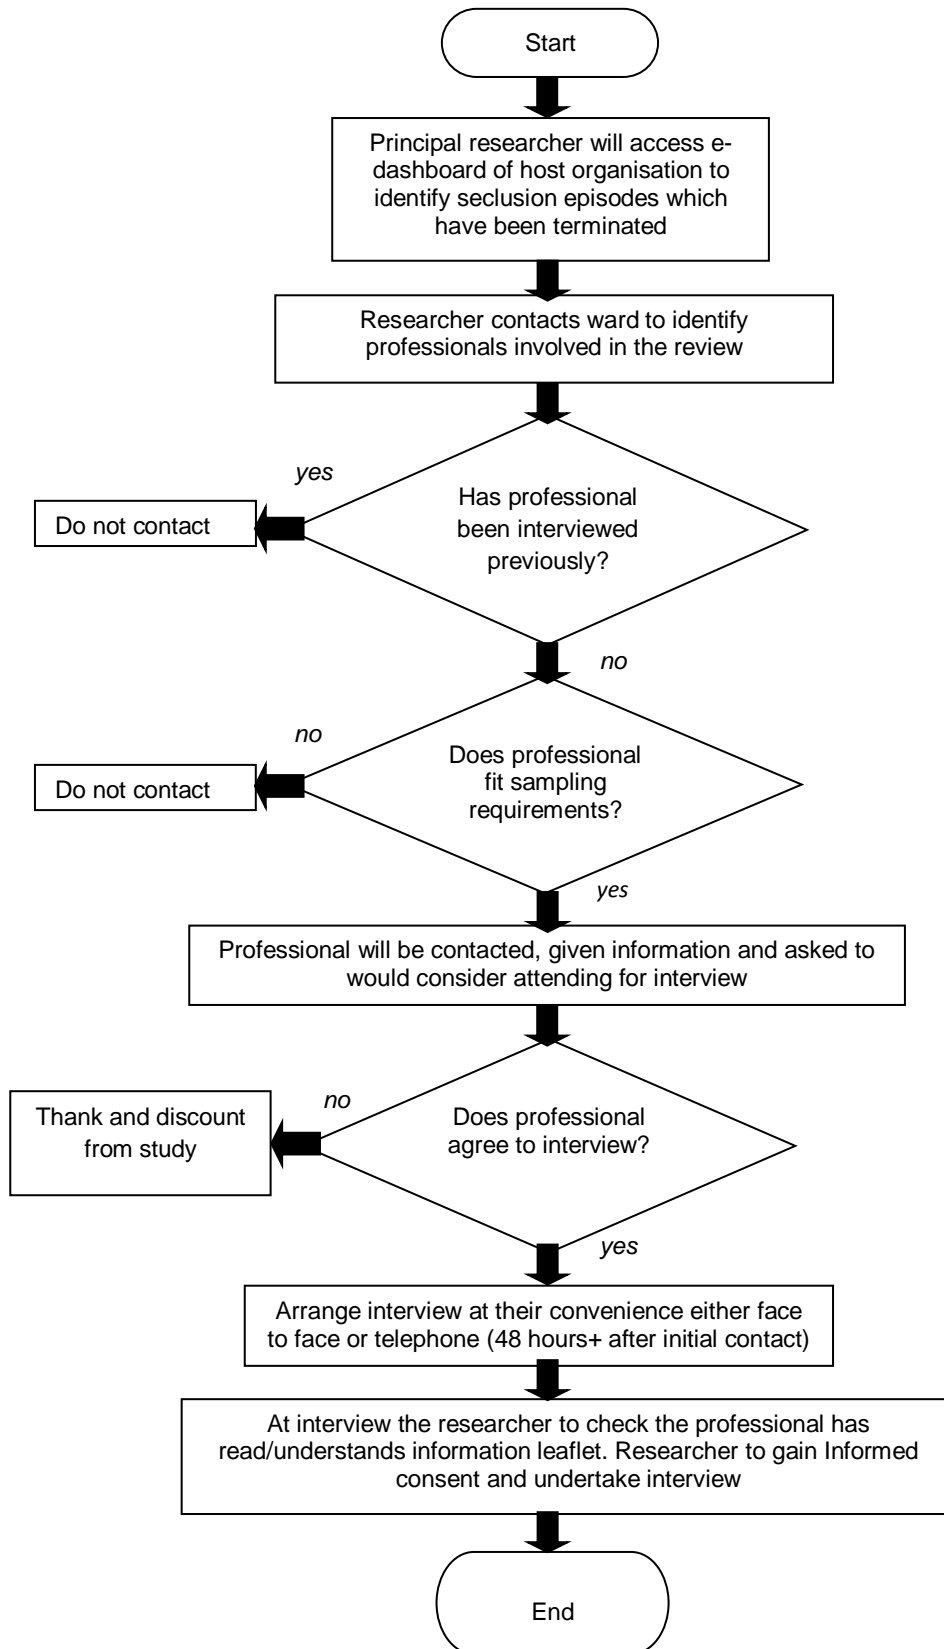 Start
Principal researcher will access e-
dashboard of host organisation to
identify seclusion episodes which
have been terminated
Researcher contacts ward to identify
professionals involved in the review
yes
Has professional
been interviewed
previously?
Do not contact
no
no
Does professional
fit sampling
requirements?
Do not contact
yes
Professional will be contacted, given information and asked to
would consider attending for interview
no
Does professional
agree to interview?
Thank and discount
from study
yes
Arrange interview at their convenience either face
to face or telephone (48 hours+ after initial contact)
At interview the researcher to check the professional has
read/understands information leaflet. Researcher to gain Informed
consent and undertake interview
End